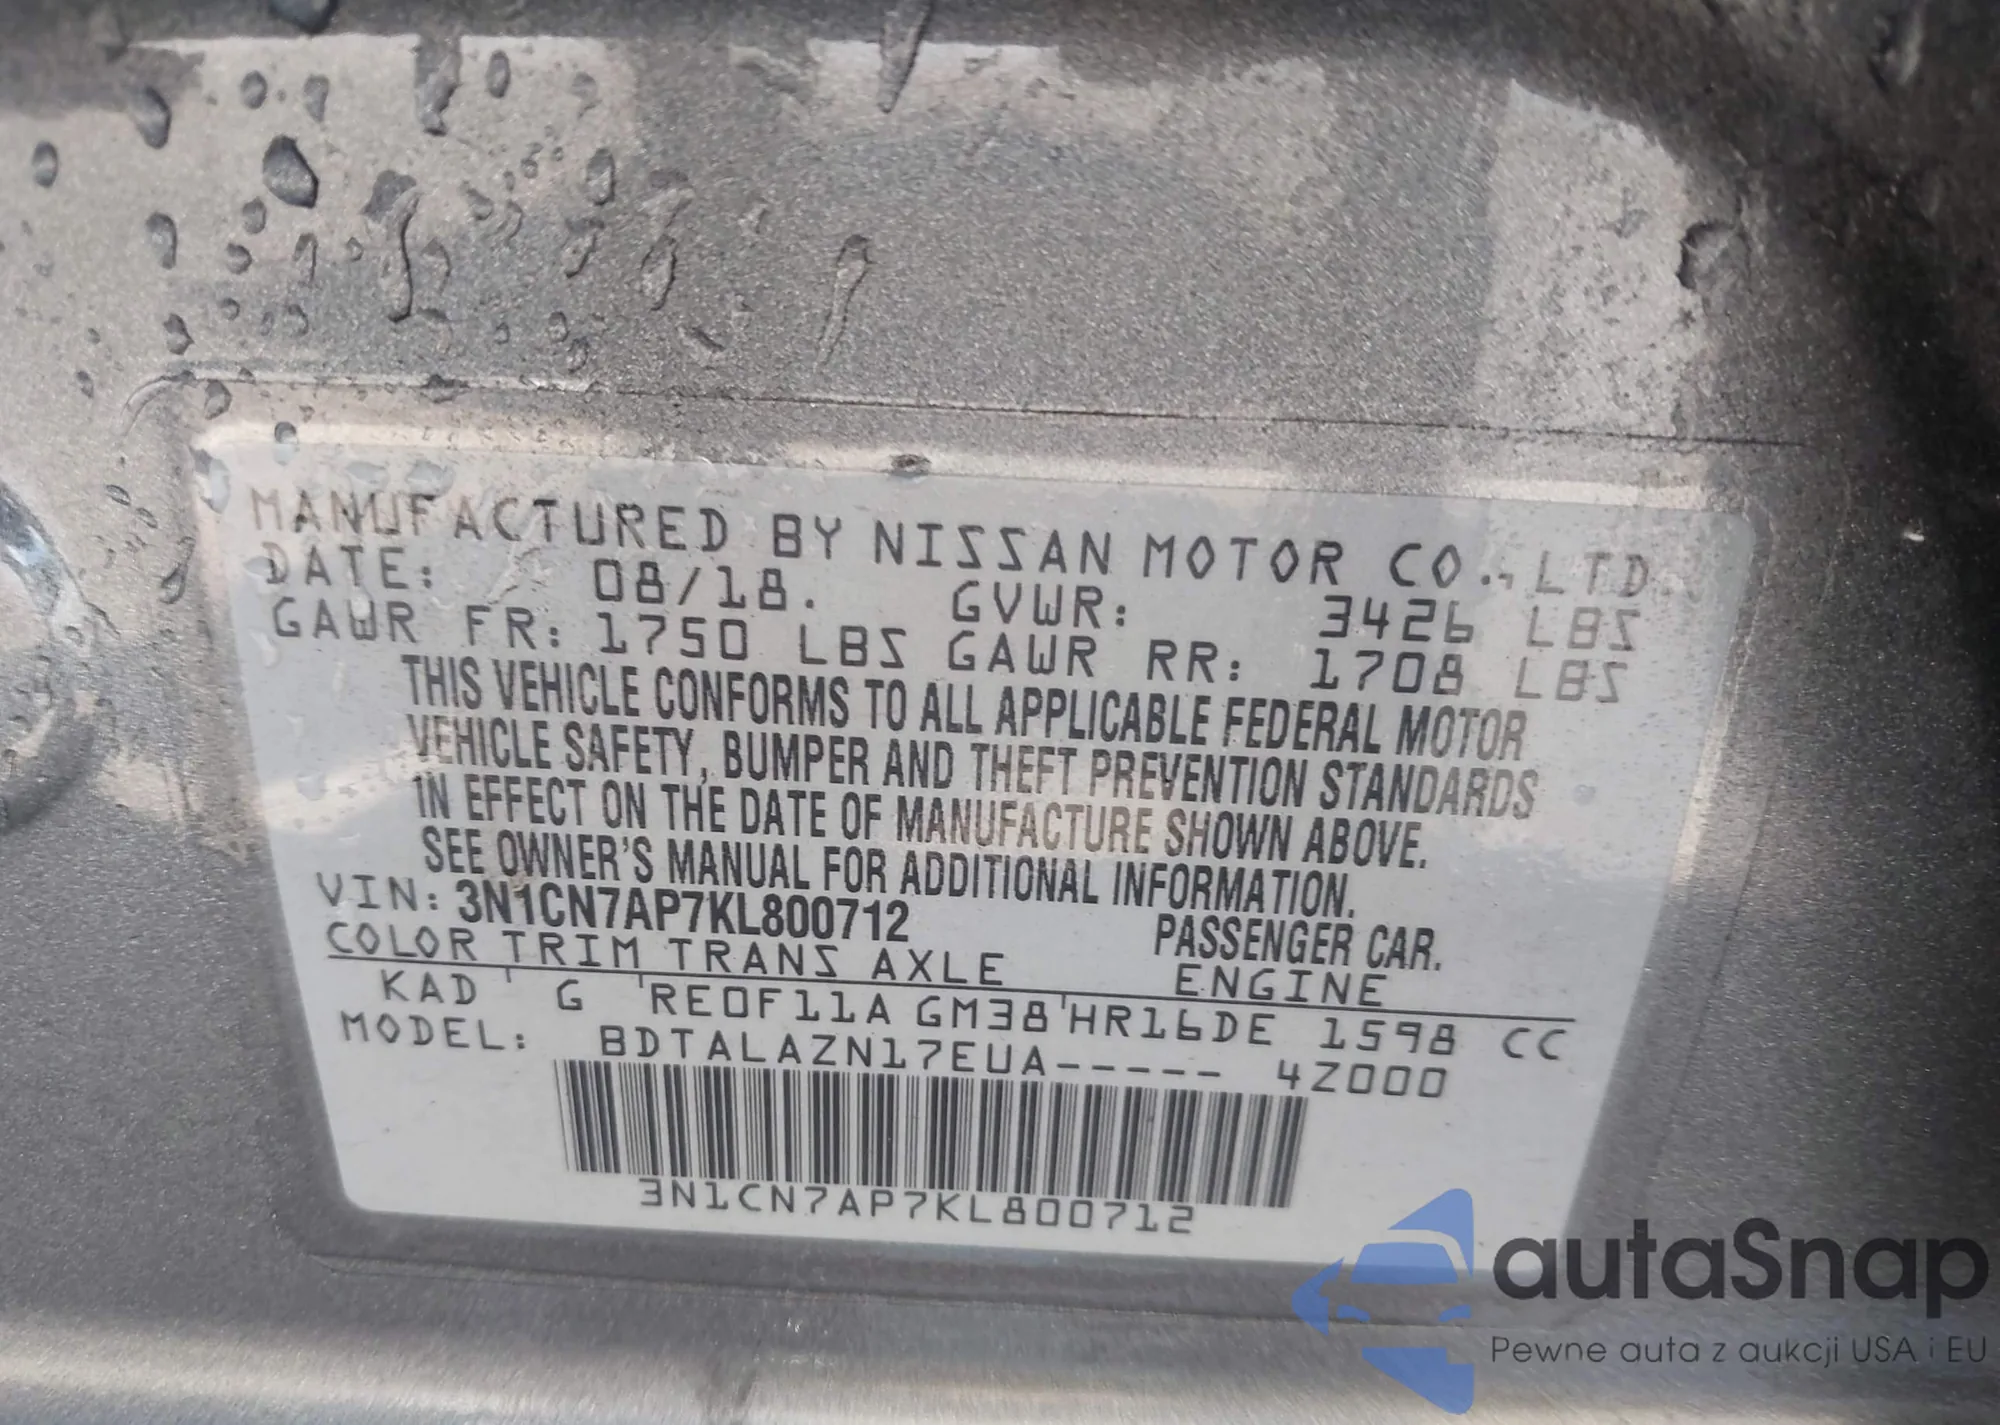 MANUFACTURED BY NISSAN MOTOR CO., LTD.
DATE: 08/18. GVWR: 3426 LBS
GAWR FR: 1750 LBS GAWR RR: 1708 LBS
THIS VEHICLE CONFORMS TO ALL APPLICABLE FEDERAL MOTOR
VEHICLE SAFETY, BUMPER AND THEFT PREVENTION STANDARDS
IN EFFECT ON THE DATE OF MANUFACTURE SHOWN ABOVE.
SEE OWNER'S MANUAL FOR ADDITIONAL INFORMATION.
VIN: 3N1CN7AP7KL800712 PASSENGER CAR.
COLOR TRIM TRANS AXLE ENGINE
KAD ' G ' RE0F11A GM38 ' HR16DE 1598 CC
MODEL: BDTALAZN17EUA----- 4Z000
3N1CN7AP7KL800712
autaSnap
Pewne auta z aukcji USA i EU